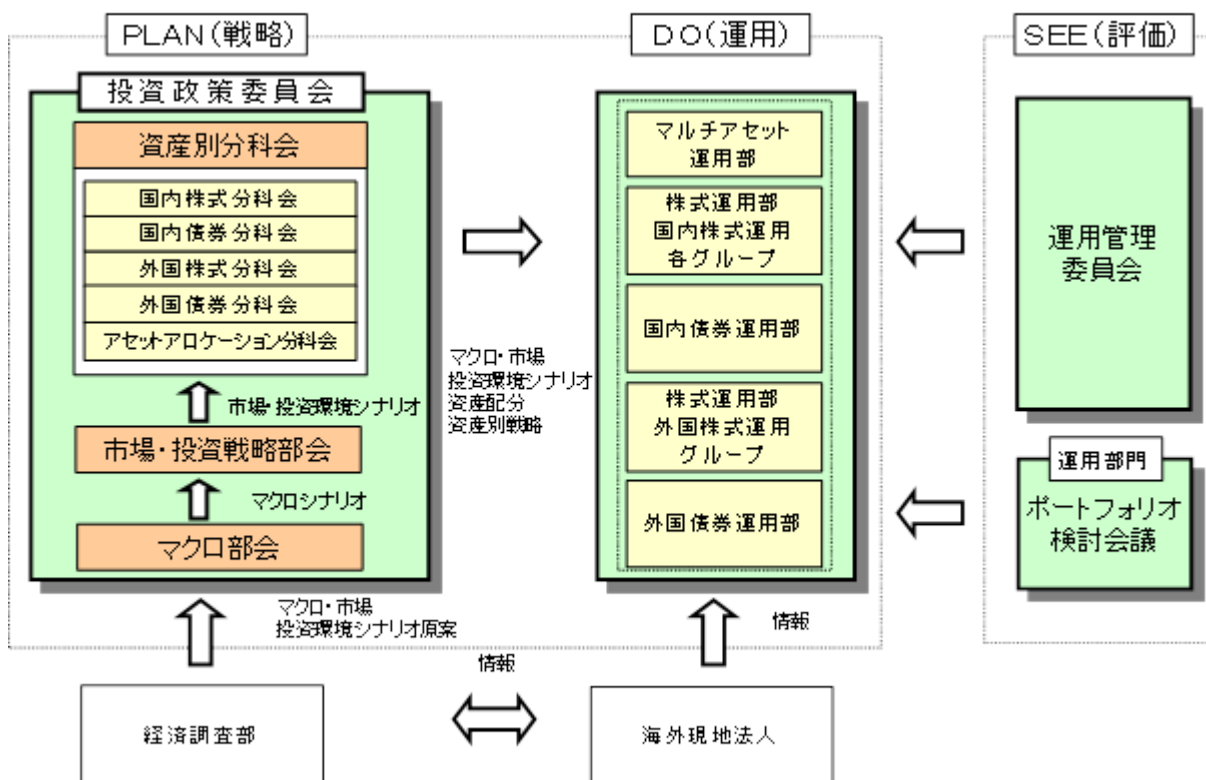 PLAN(戦略)
投資政策委員会
資産別分科会
国内株式分科会
国内債券分科会
外国株式分科会
外国債券分科会
アセットアロケーション分科会
市場・投資環境シナリオ
市場・投資戦略部会
マクロシナリオ
マクロ部会
マクロ・市場
投資環境シナリオ原案
経済調査部
マクロ・市場
投資環境シナリオ
資産配分
資産別戦略
DO(運用)
マルチアセット
運用部
株式運用部
国内株式運用
各グループ
国内債券運用部
株式運用部
外国株式運用
グループ
外国債券運用部
情報
情報
海外現地法人
SEE(評価)
運用管理
委員会
運用部門
ポートフォリオ
検討会議